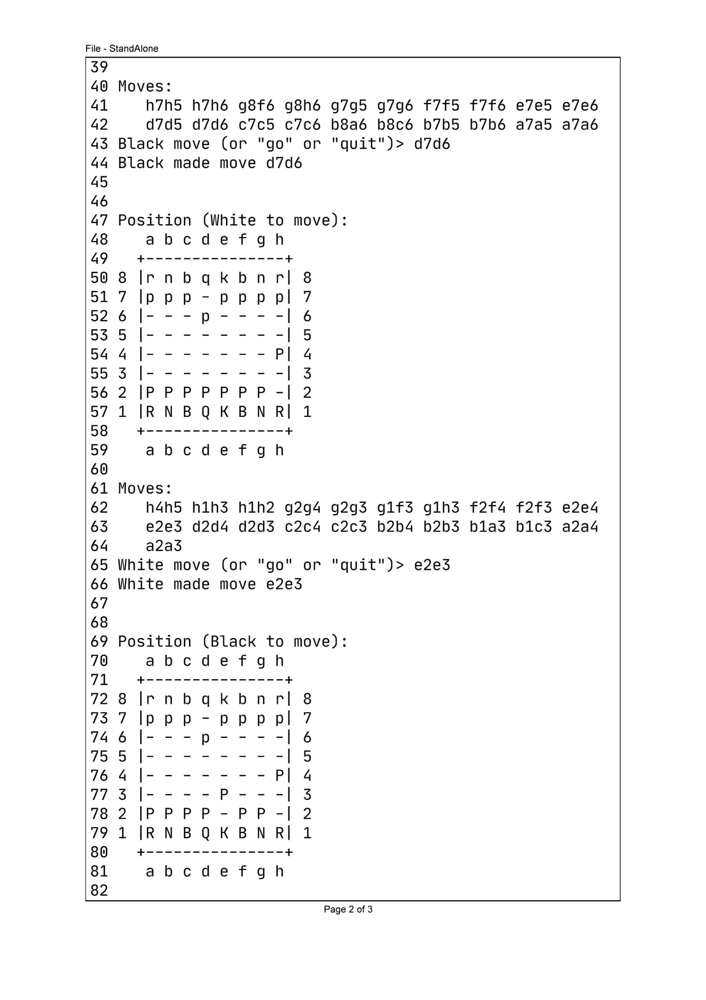 File - StandAlone
39
40 Moves:
41    h7h5 h7h6 g8f6 g8h6 g7g5 g7g6 f7f5 f7f6 e7e5 e7e6
42    d7d5 d7d6 c7c5 c7c6 b8a6 b8c6 b7b5 b7b6 a7a5 a7a6
43 Black move (or "go" or "quit")> d7d6
44 Black made move d7d6
45
46
47 Position (White to move):
48    a b c d e f g h
49   +---------------+
50 8 |r n b q k b n r| 8
51 7 |p p p - p p p p| 7
52 6 |- - - p - - - -| 6
53 5 |- - - - - - - -| 5
54 4 |- - - - - - - P| 4
55 3 |- - - - - - - -| 3
56 2 |P P P P P P P -| 2
57 1 |R N B Q K B N R| 1
58   +---------------+
59    a b c d e f g h
60
61 Moves:
62    h4h5 h1h3 h1h2 g2g4 g2g3 g1f3 g1h3 f2f4 f2f3 e2e4
63    e2e3 d2d4 d2d3 c2c4 c2c3 b2b4 b2b3 b1a3 b1c3 a2a4
64    a2a3
65 White move (or "go" or "quit")> e2e3
66 White made move e2e3
67
68
69 Position (Black to move):
70    a b c d e f g h
71   +---------------+
72 8 |r n b q k b n r| 8
73 7 |p p p - p p p p| 7
74 6 |- - - p - - - -| 6
75 5 |- - - - - - - -| 5
76 4 |- - - - - - - P| 4
77 3 |- - - - P - - -| 3
78 2 |P P P P - P P -| 2
79 1 |R N B Q K B N R| 1
80   +---------------+
81    a b c d e f g h
82
Page 2 of 3